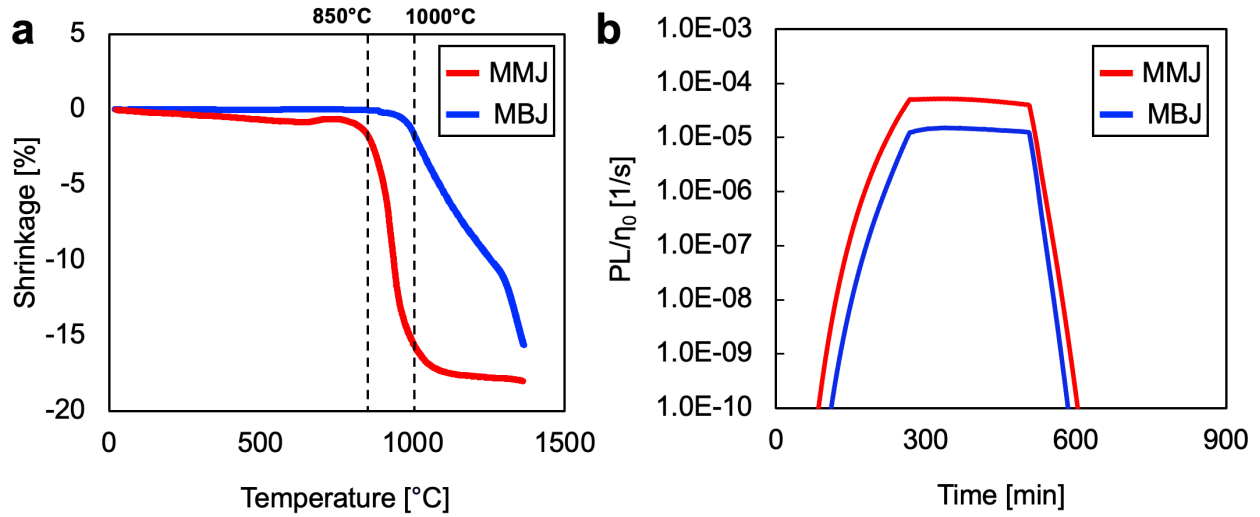 a
850°C
1000°C
5
0
-5
-10
-15
-20
Shrinkage [%]
MMJ
MBJ
0
500
1000
1500
Temperature [°C]
b
1.0E-03
1.0E-04
1.0E-05
1.0E-06
1.0E-07
1.0E-08
1.0E-09
1.0E-10
PL/η₀ [1/s]
MMJ
MBJ
0
300
600
900
Time [min]